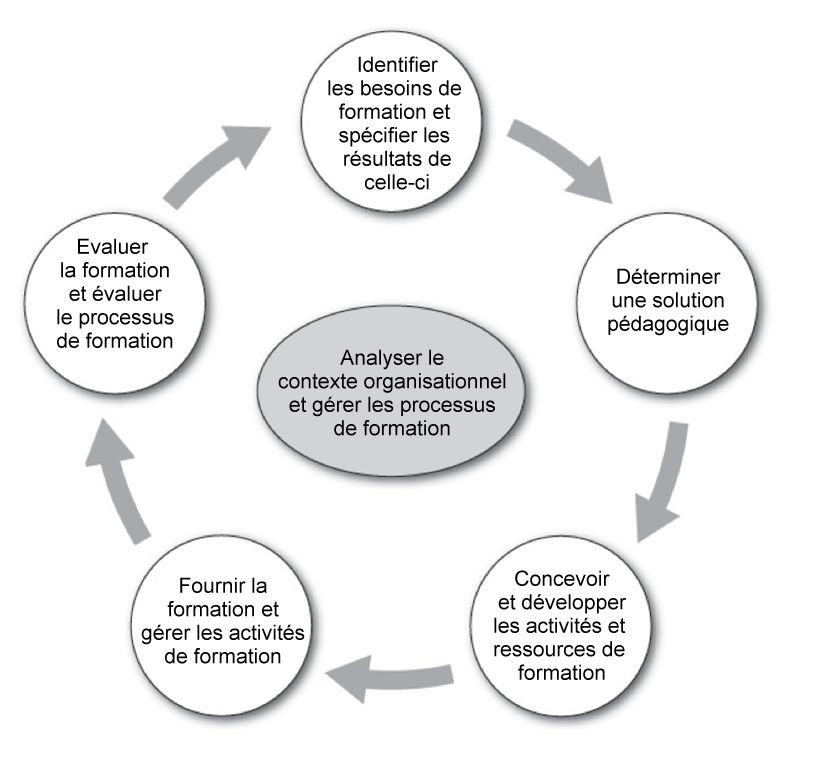 Identifier
les besoins de
formation et
spécifier les
résultats de
celle-ci
Déterminer
une solution
pédagogique
Concevoir
et développer
les activités et
ressources de
formation
Fournir la
formation et
gérer les activités
de formation
Evaluer
la formation
et évaluer
le processus
de formation
Analyser le
contexte organisationnel
et gérer les processus
de formation